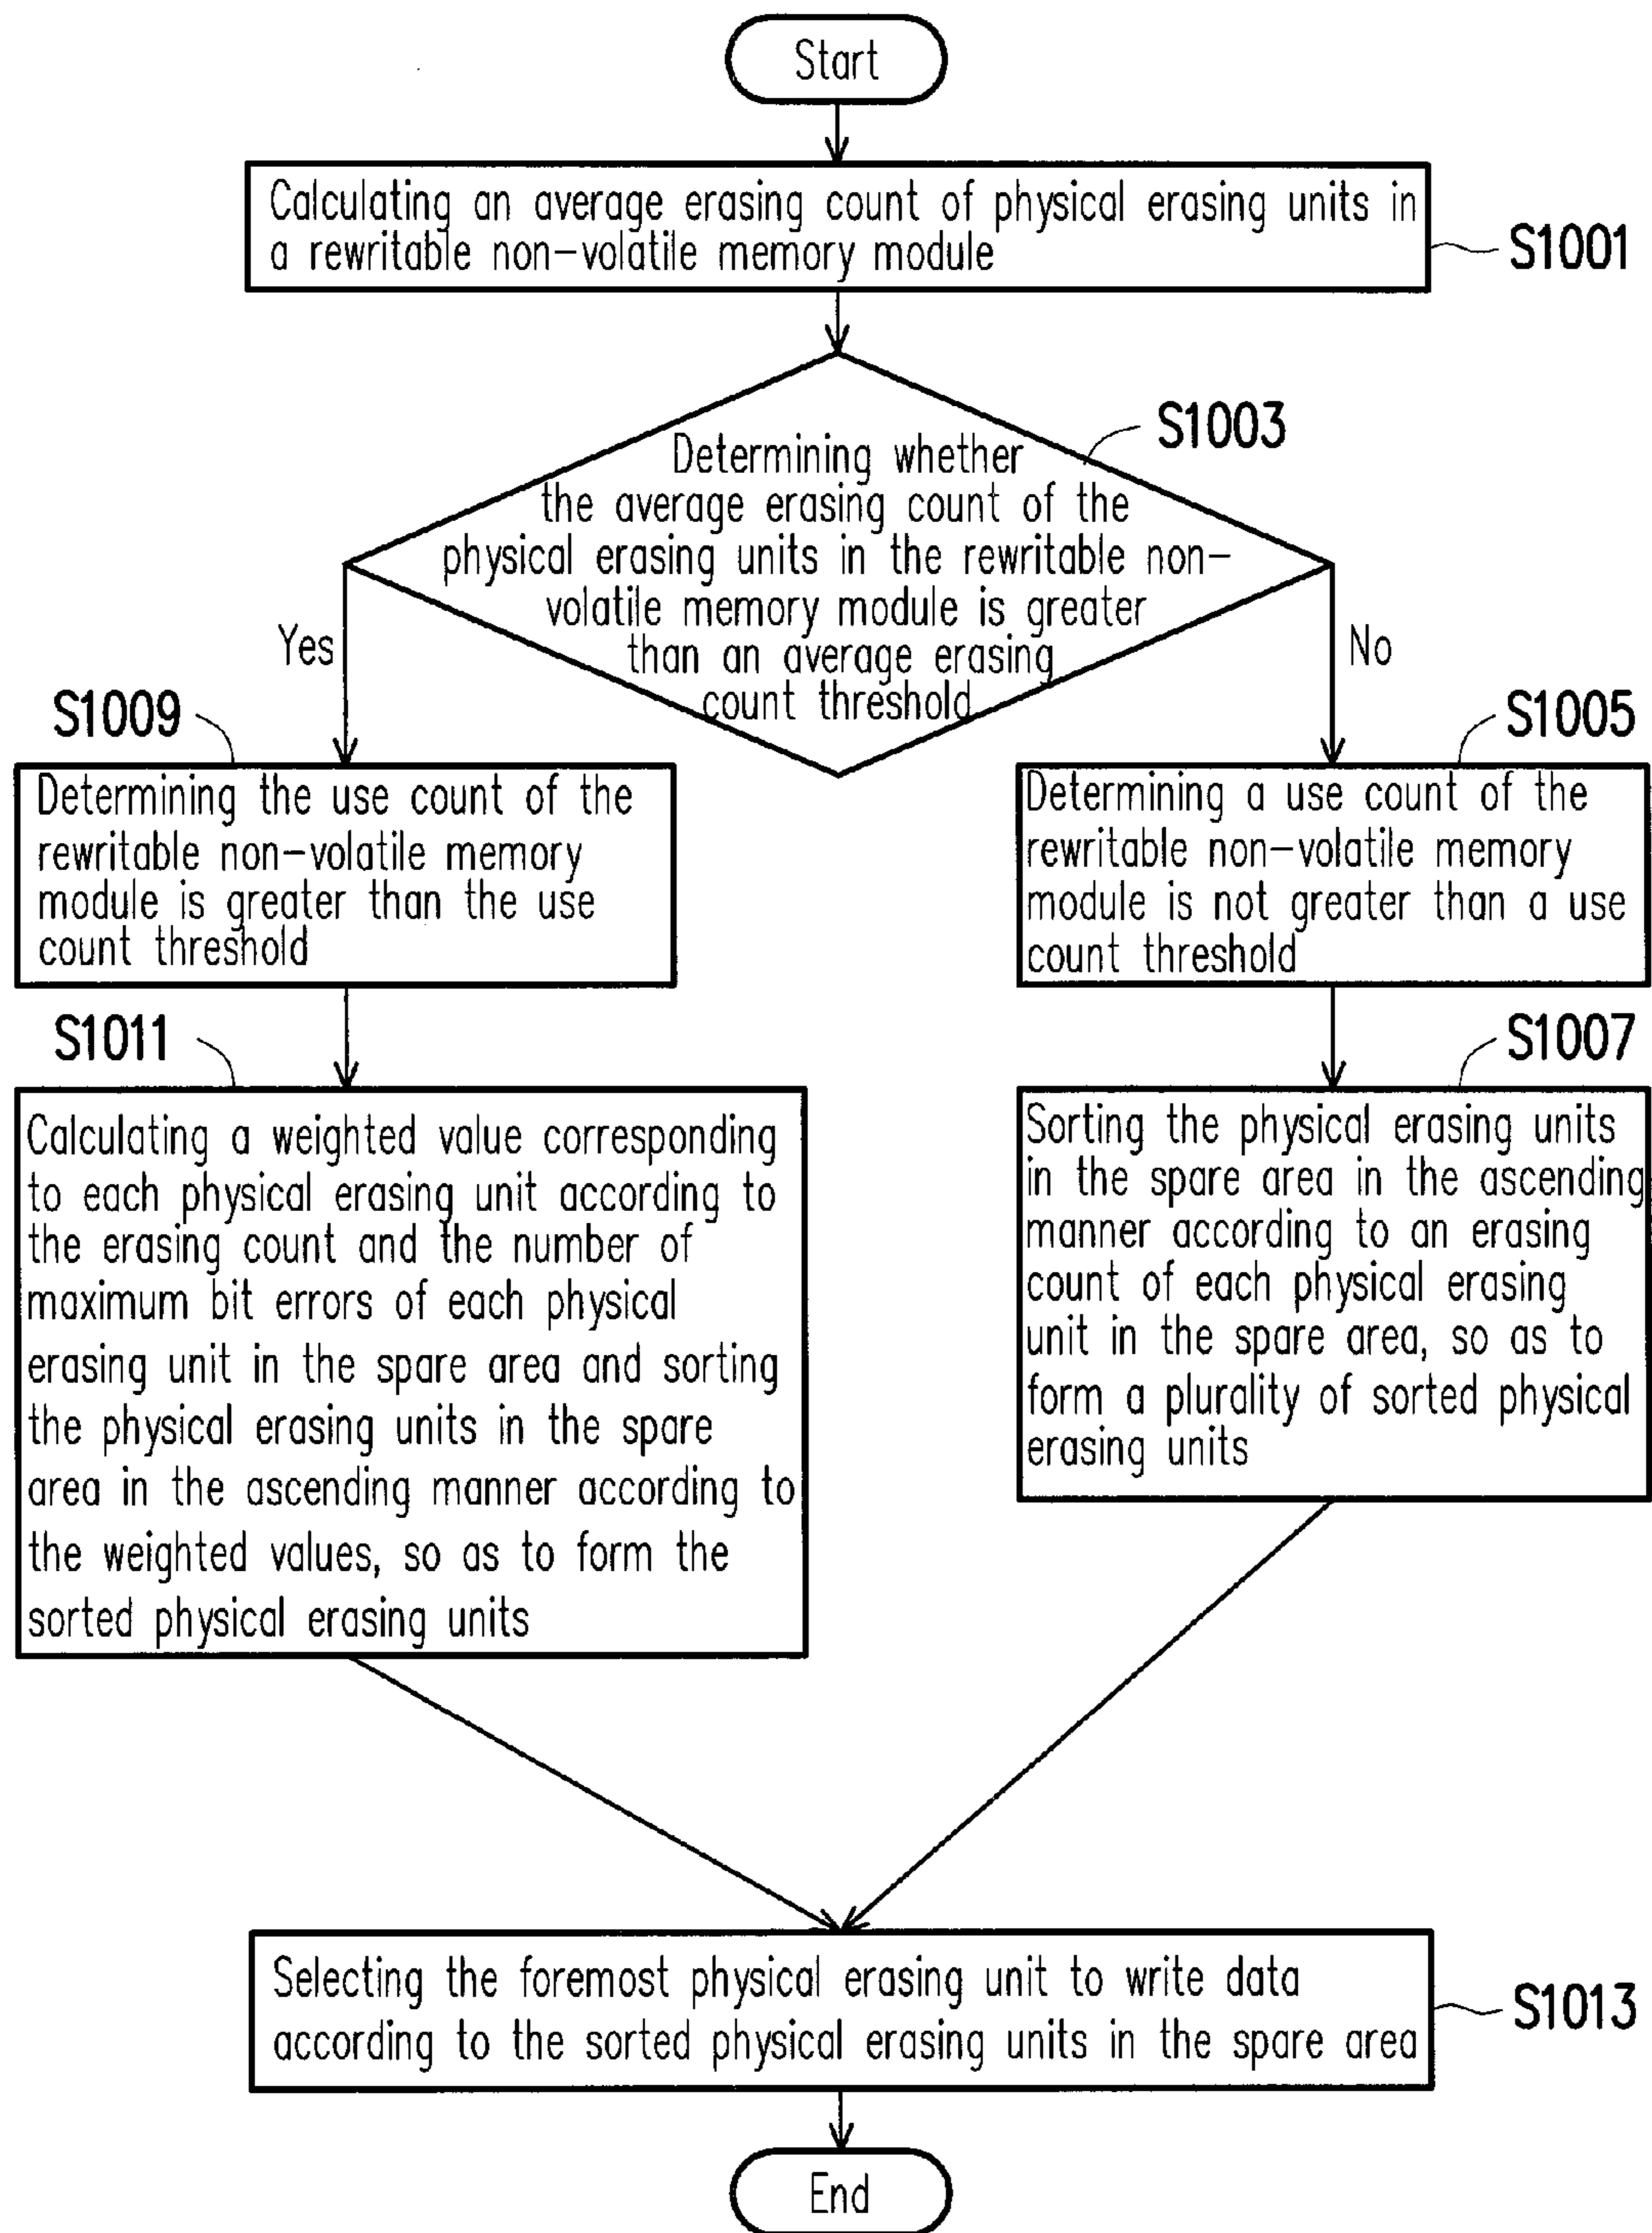 Start
Calculating an average erasing count of physical erasing units in
a rewritable non-volatile memory module
S1001
S1003
Determining whether
the average erasing count of the
physical erasing units in the rewritable non-
volatile memory module is greater
than an average erasing
count threshold
Yes
No
S1009
Determining the use count of the
rewritable non-volatile memory
module is greater than the use
count threshold
S1005
Determining a use count of the
rewritable non-volatile memory
module is not greater than a use
count threshold
S1011
Calculating a weighted value corresponding
to each physical erasing unit according to
the erasing count and the number of
maximum bit errors of each physical
erasing unit in the spare area and sorting
the physical erasing units in the spare
area in the ascending manner according to
the weighted values, so as to form the
sorted physical erasing units
S1007
Sorting the physical erasing units
in the spare area in the ascending
manner according to an erasing
count of each physical erasing
unit in the spare area, so as to
form a plurality of sorted physical
erasing units
Selecting the foremost physical erasing unit to write data
according to the sorted physical erasing units in the spare area
S1013
End